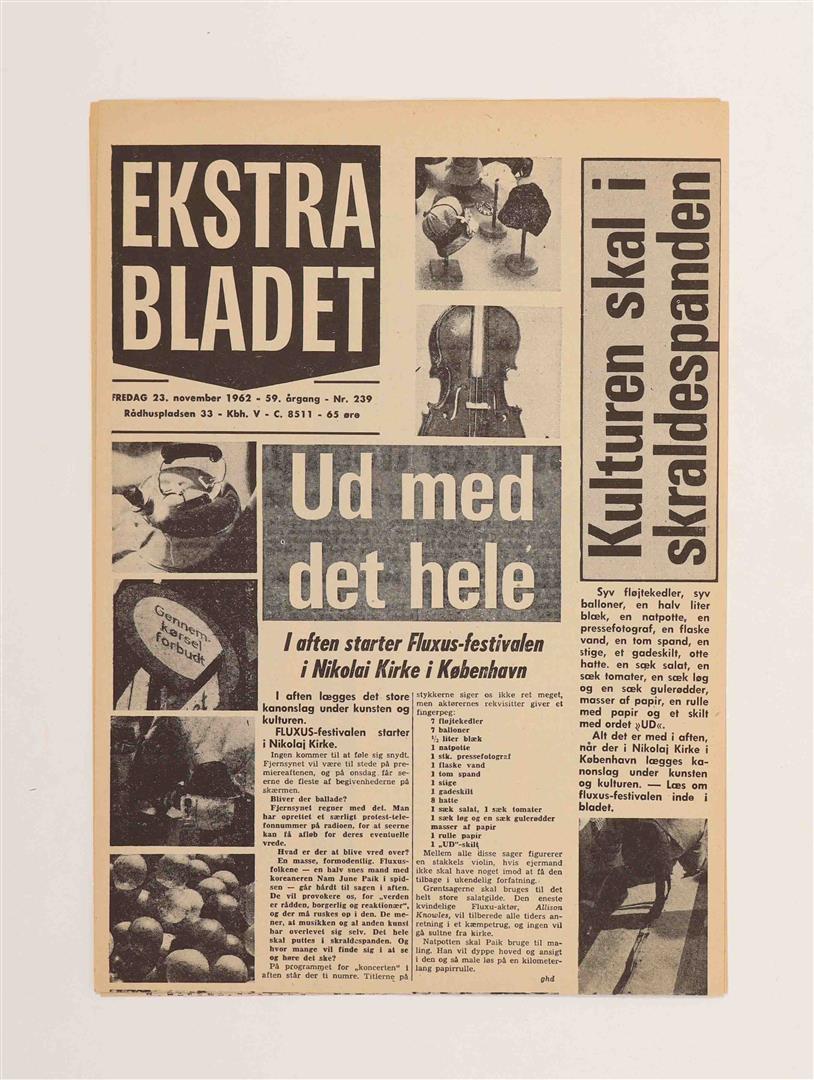 EKSTRA
BLADET
FREDAG 23. november 1962 - 59. årgang - Nr. 239
Rådhuspladsen 33 - Kbh. V - C. 8511 - 65 øre
Kulturen skal i
skraldespanden
Gennem-
kørsel
forbudt
Ud med
det hele
I aften starter Fluxus-festivalen
i Nikolai Kirke i København
I aften lægges det store
kanonslag under kunsten og
kulturen.
FLUXUS-festivalen starter
i Nikolaj Kirke.
Ingen kommer til at føle sig snydt.
Fjernsynet vil være til stede på pre-
miereaftenen, og på onsdag får se-
erne de fleste af begivenhederne på
skærmen.
Bliver der ballade?
Fjernsynet regner med det. Man
har oprettet et særligt protest-tele-
fonnummer på radioen, for at seerne
kan få afløb for deres eventuelle
vrede.
Hvad er der at blive vred over?
En masse, formodentlig. Fluxus-
folkene — en halv snes mand med
koreaneren Nam June Paik i spid-
sen — går hårdt til sagen i aften.
De vil provokere os, for „verden
er rådden, borgerlig og reaktionær",
og der må ruskes op i den. De me-
ner, at musikken og al anden kunst
har overlevet sig selv. Det hele
skal puttes i skraldespanden. Og
hvor mange vil finde sig i at se
og høre det ske?
På programmet for „koncerten" i
aften står der ti numre. Titlerne på
stykkerne siger os ikke ret meget,
men aktørernes rekvisitter giver et
fingerpeg:
7 fløjtekedler
7 balloner
½ liter blæk
1 natpotte
1 stk. pressefotograf
1 flaske vand
1 tom spand
1 stige
1 gadeskilt
8 hatte
1 sæk salat, 1 sæk tomater
1 sæk løg og en sæk gulerødder
masser af papir
1 rulle papir
1 „UD"-skilt
Mellem alle disse sager figurerer
en stakkels violin, hvis ejermand
ikke skal have noget imod at få den
tilbage i ukendelig forfatning.
Grøntsagerne skal bruges til det
helt store salatgilde. Den eneste
kvindelige Fluxu-aktør, Allison
Knowles, vil tilberede alle tiders an-
retning i et kæmpetrug, og ingen vil
gå sultne fra kirke.
Natpotten skal Paik bruge til ma-
ling. Han vil dyppe hoved og ansigt
i den og så male løs på en kilometer-
lang papirrulle.
ghd
Syv fløjtekedler, syv
balloner, en halv liter
blæk, en natpotte, en
pressefotograf, en flaske
vand, en tom spand, en
stige, et gadeskilt, otte
hatte. en sæk salat, en
sæk tomater, en sæk løg
og en sæk gulerødder,
masser af papir, en rulle
med papir og et skilt
med ordet »UD«.
Alt det er med i aften,
når der i Nikolaj Kirke i
København lægges ka-
nonslag under kunsten
og kulturen. — Læs om
fluxus-festivalen inde i
bladet.